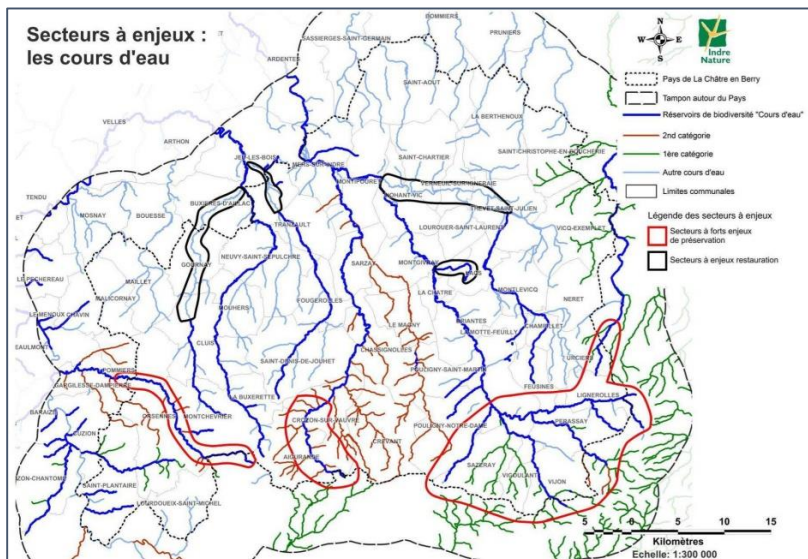 Secteurs à enjeux :
les cours d'eau
N
W
E
S
Indre
Nature
Pays de La Châtre en Berry
Tampon autour du Pays
Réservoirs de biodiversité "Cours d'eau"
2nd catégorie
1ère catégorie
Autre cours d'eau
Limites communales
Légende des secteurs à enjeux
Secteurs à forts enjeux
de préservation
Secteurs à enjeu restauration
BOMMIERS
SASSIERGES-SAINT-GERMAIN
PRUNIERS
ARDENTES
SAINT-AOUT
VELLES
LA BERTHENOUX
ARTHON
SAINT-CHRISTOPHE-EN-BOUCHERIE
JEU-LES-BOIS
MERS-SUR-INDRE
SAINT-CHARTIER
TENDU
MONTIPOURET
VERNEUIL-SUR-IGNERAIE
NOHANT-VIC
BUXIERES-D'AILLAC
THEVET-SAINT-JULIEN
MOSNAY
BOUESSE
TRANZAULT
LOUROUER-SAINT-LAURENT
VICQ-EXEMPLET
NEUVY-SAINT-SEPULCHRE
SARZAY
GOURNAY
MONTGIVRAY
LACS
LE PECHEREAU
MAILLET
MALICORNAY
LA CHATRE
MONTLEVICQ
FOUGEROLLES
NERET
LE-MENOUX
CHAVIN
MOUHERS
LE MAGNY
BRIANTES
CHAMPILLET
LA-MOTTE-FEUILLY
CLUIS
CHASSIGNOLLES
URCIERS
SAINT-DENIS-DE-JOUHET
POULIGNY-SAINT-MARTIN
POMMIERS
GARGILESSE-DAMPIERRE
FEUSINES
LA BUXERETTE
LIGNEROLLES
BARAIZE
ORSENNES
MONTCHEVRIER
CROZON-SUR-VAUVRE
POULIGNY-NOTRE-DAME
PERASSAY
CUZION
CREVANT
AIGURANDE
SAZERAY
SAINT-PLANTAIRE
VIGOULANT
VIJON
LOURDOUEIX-SAINT-MICHEL
5 0 5 10 15
Kilomètres
Echelle: 1:300 000